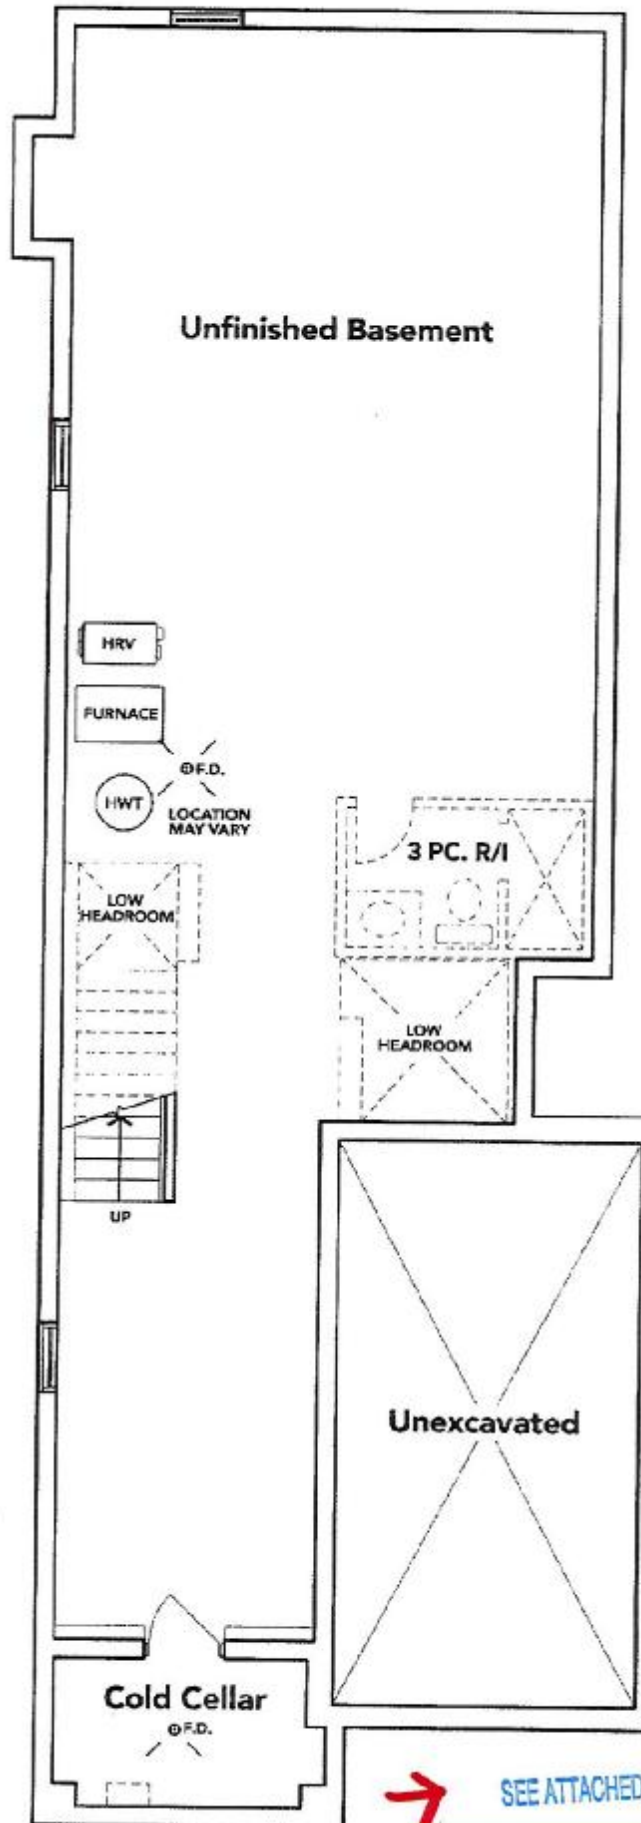 Unfinished Basement
HRV
FURNACE
F.D.
HWT
LOCATION
MAY VARY
3 PC. R/I
LOW
HEADROOM
LOW
HEADROOM
UP
Unexcavated
Cold Cellar
F.D.
SEE ATTACHED